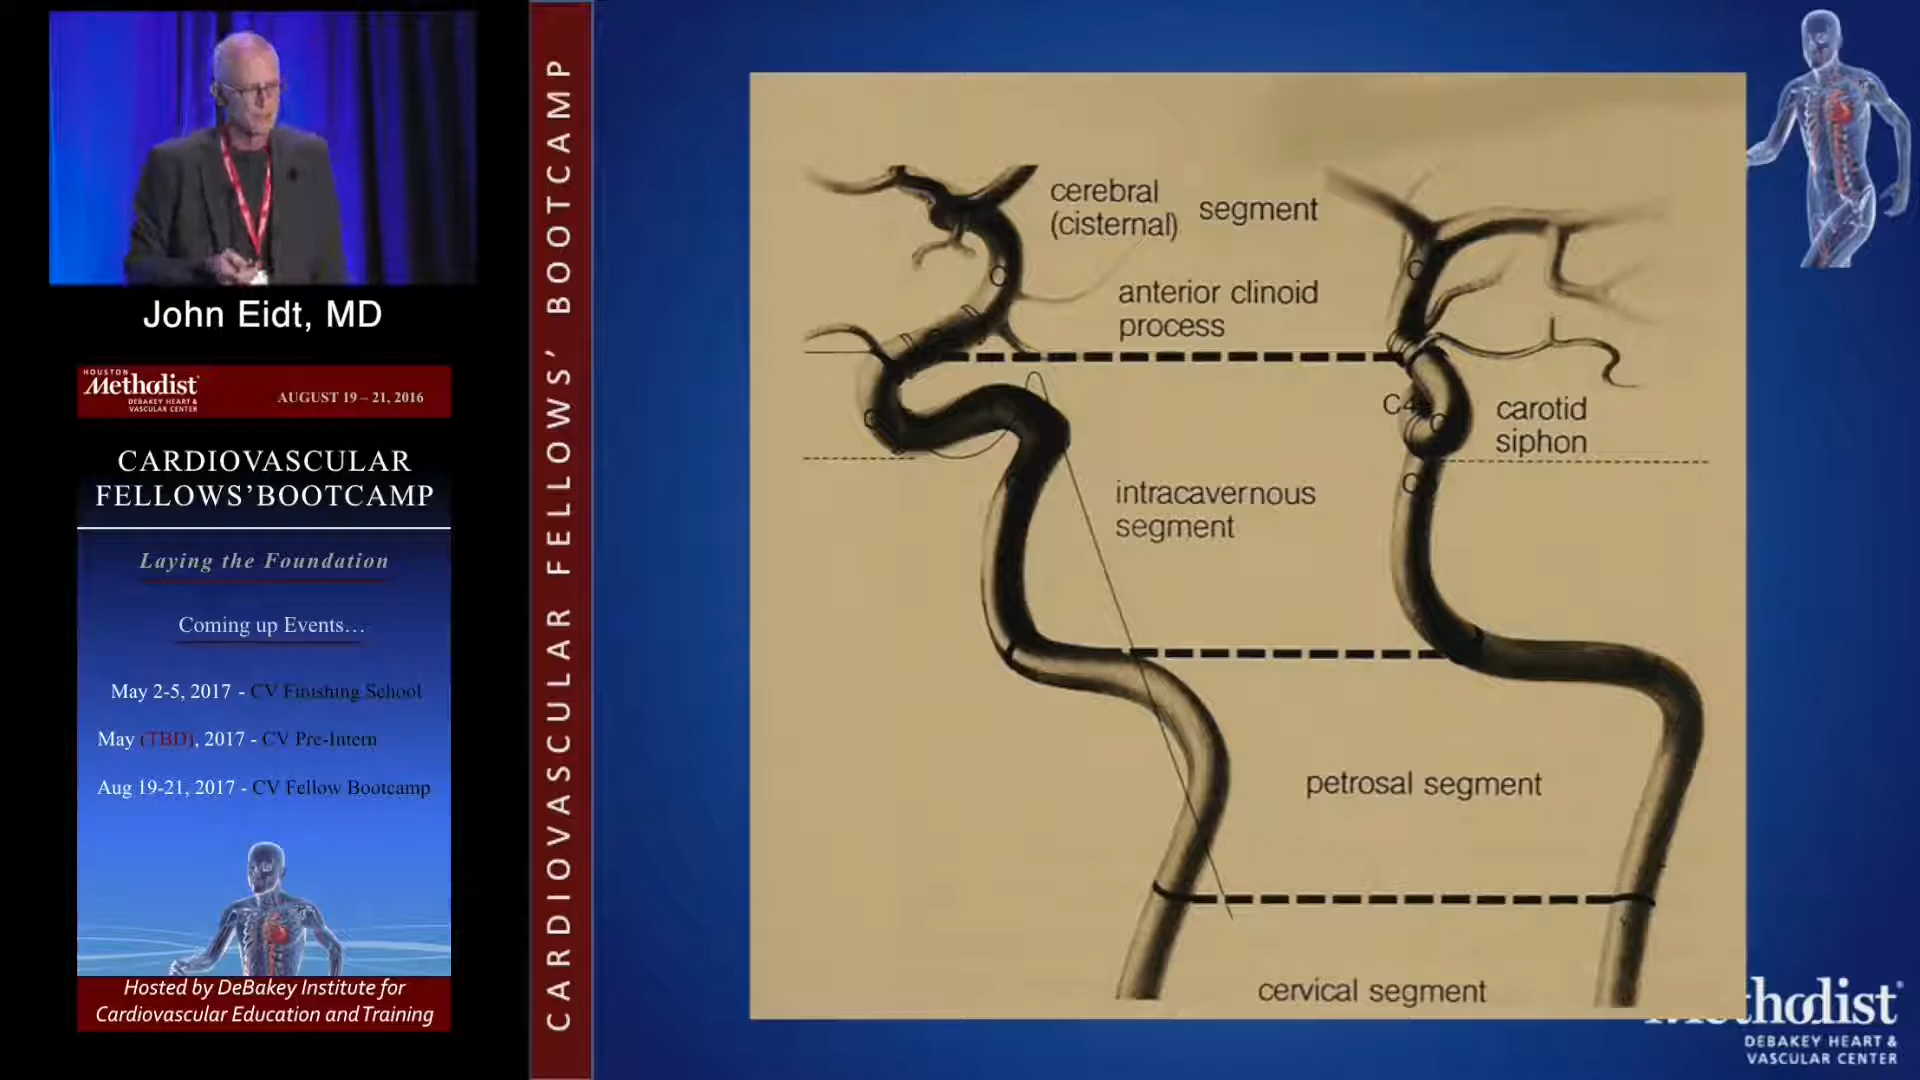 John Eidt, MD
HOUSTON
Methodist
DEBAKEY HEART &
VASCULAR CENTER
AUGUST 19 – 21, 2016
CARDIOVASCULAR
FELLOWS’BOOTCAMP
Laying the Foundation
Coming up Events…
May 2-5, 2017 - CV Finishing School
May (TBD), 2017 - CV Pre-Intern
Aug 19-21, 2017 - CV Fellow Bootcamp
Hosted by DeBakey Institute for
Cardiovascular Education and Training
CARDIOVASCULAR FELLOWS’ BOOTCAMP
cerebral
(cisternal) segment
anterior clinoid
process
C4
carotid
siphon
intracavernous
segment
petrosal segment
cervical segment
Methodist
DEBAKEY HEART &
VASCULAR CENTER